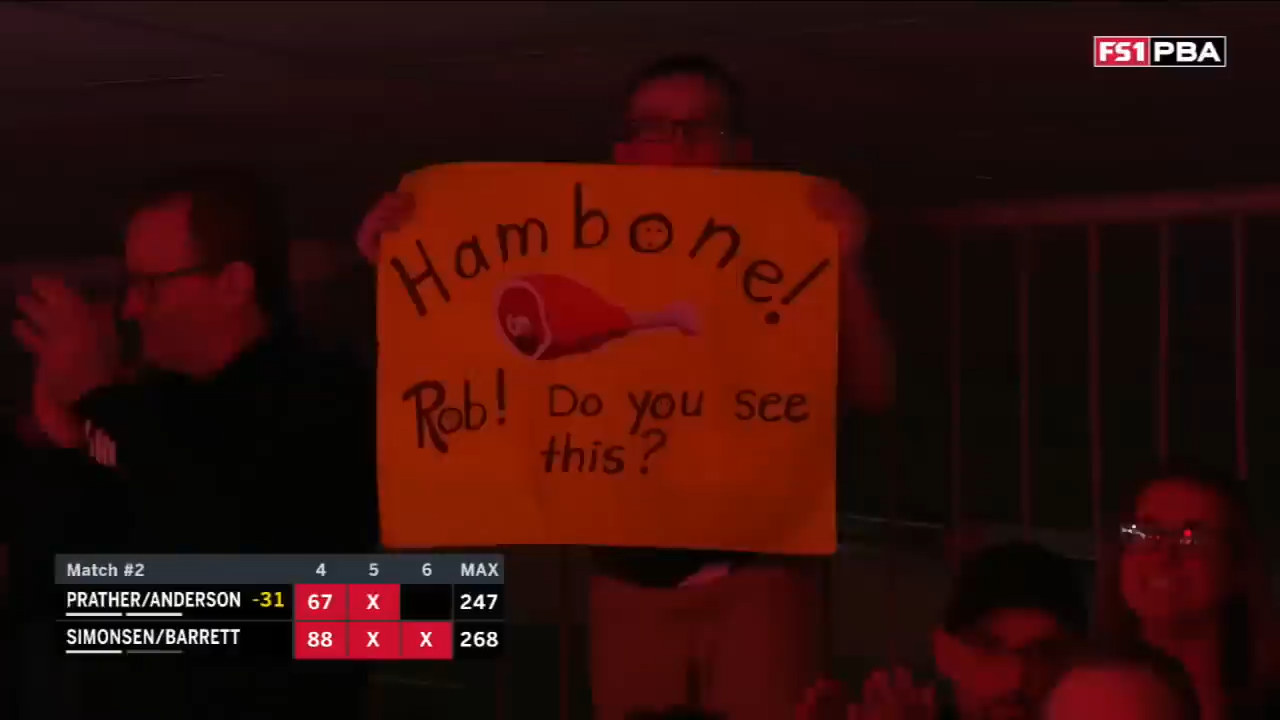 FS1 PBA
Hambone!
Rob! Do you see
this?
Match #2 4 5 6 MAX
PRATHER/ANDERSON -31 67 X 247
SIMONSEN/BARRETT 88 X X 268